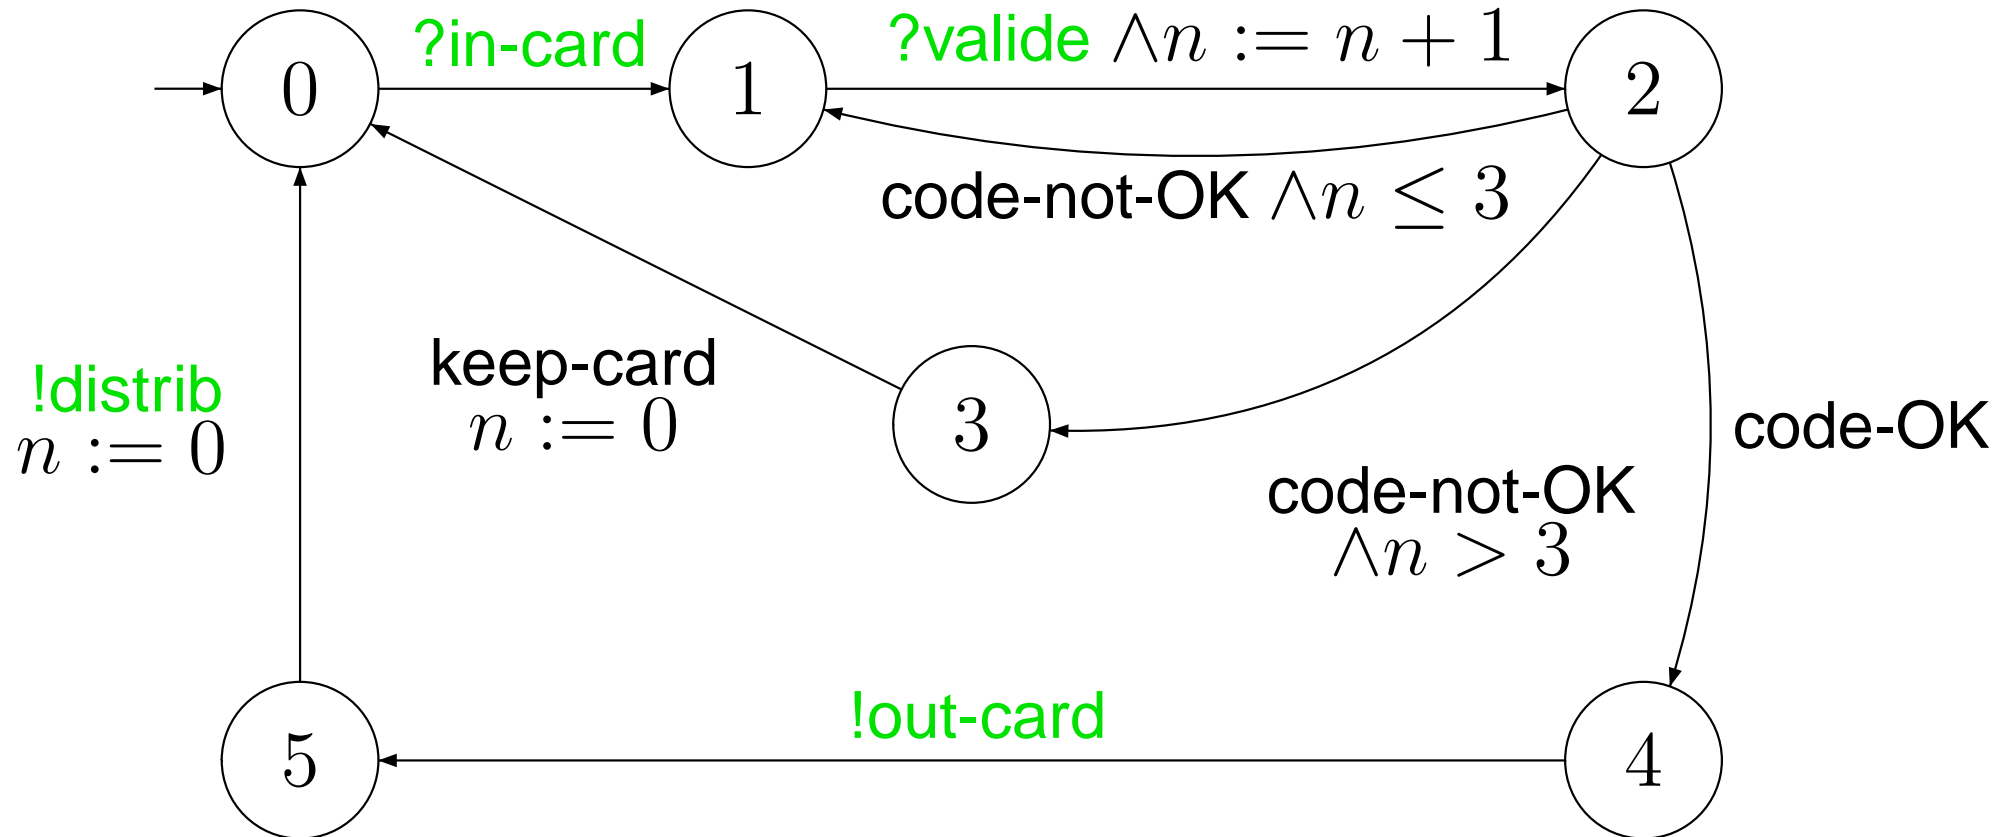 ?in-card
?valide ∧n := n + 1
0
1
2
code-not-OK ∧n ≤ 3
keep-card
n := 0
!distrib
n := 0
3
code-OK
code-not-OK
∧n > 3
!out-card
5
4